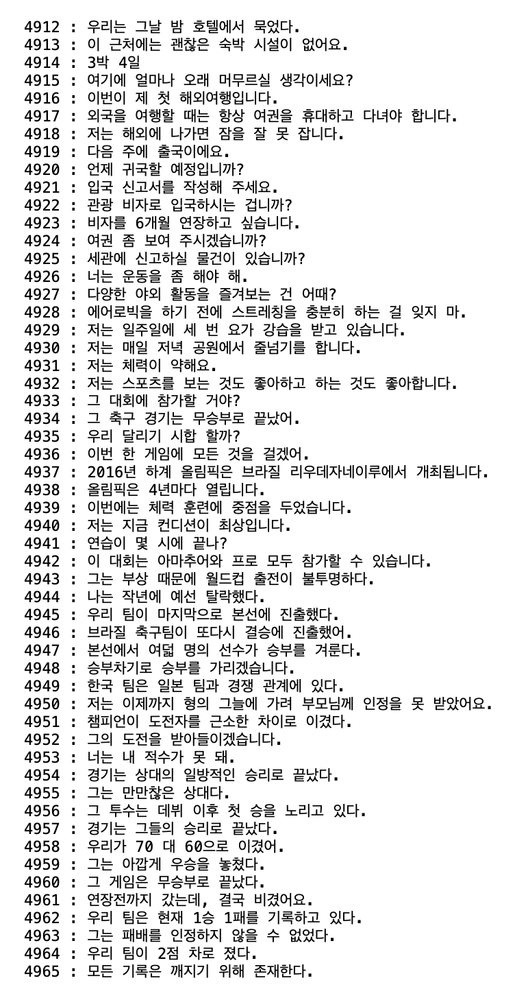 4912 : 우리는 그날 밤 호텔에서 묵었다.
4913 : 이 근처에는 괜찮은 숙박 시설이 없어요.
4914 : 3박 4일
4915 : 여기에 얼마나 오래 머무르실 생각이세요?
4916 : 이번이 제 첫 해외여행입니다.
4917 : 외국을 여행할 때는 항상 여권을 휴대하고 다녀야 합니다.
4918 : 저는 해외에 나가면 잠을 잘 못 잡니다.
4919 : 다음 주에 출국이에요.
4920 : 언제 귀국할 예정입니까?
4921 : 입국 신고서를 작성해 주세요.
4922 : 관광 비자로 입국하시는 겁니까?
4923 : 비자를 6개월 연장하고 싶습니다.
4924 : 여권 좀 보여 주시겠습니까?
4925 : 세관에 신고하실 물건이 있습니까?
4926 : 너는 운동을 좀 해야 해.
4927 : 다양한 야외 활동을 즐겨보는 건 어때?
4928 : 에어로빅을 하기 전에 스트레칭을 충분히 하는 걸 잊지 마.
4929 : 저는 일주일에 세 번 요가 강습을 받고 있습니다.
4930 : 저는 매일 저녁 공원에서 줄넘기를 합니다.
4931 : 저는 체력이 약해요.
4932 : 저는 스포츠를 보는 것도 좋아하고 하는 것도 좋아합니다.
4933 : 그 대회에 참가할 거야?
4934 : 그 축구 경기는 무승부로 끝났어.
4935 : 우리 달리기 시합 할까?
4936 : 이번 한 게임에 모든 것을 걸겠어.
4937 : 2016년 하계 올림픽은 브라질 리우데자네이루에서 개최됩니다.
4938 : 올림픽은 4년마다 열립니다.
4939 : 이번에는 체력 훈련에 중점을 두었습니다.
4940 : 저는 지금 컨디션이 최상입니다.
4941 : 연습이 몇 시에 끝나?
4942 : 이 대회는 아마추어와 프로 모두 참가할 수 있습니다.
4943 : 그는 부상 때문에 월드컵 출전이 불투명하다.
4944 : 나는 작년에 예선 탈락했다.
4945 : 우리 팀이 마지막으로 본선에 진출했다.
4946 : 브라질 축구팀이 또다시 결승에 진출했어.
4947 : 본선에서 여덟 명의 선수가 승부를 겨룬다.
4948 : 승부차기로 승부를 가리겠습니다.
4949 : 한국 팀은 일본 팀과 경쟁 관계에 있다.
4950 : 저는 이제까지 형의 그늘에 가려 부모님께 인정을 못 받았어요.
4951 : 챔피언이 도전자를 근소한 차이로 이겼다.
4952 : 그의 도전을 받아들이겠습니다.
4953 : 너는 내 적수가 못 돼.
4954 : 경기는 상대의 일방적인 승리로 끝났다.
4955 : 그는 만만찮은 상대다.
4956 : 그 투수는 데뷔 이후 첫 승을 노리고 있다.
4957 : 경기는 그들의 승리로 끝났다.
4958 : 우리가 70 대 60으로 이겼어.
4959 : 그는 아깝게 우승을 놓쳤다.
4960 : 그 게임은 무승부로 끝났다.
4961 : 연장전까지 갔는데, 결국 비겼어요.
4962 : 우리 팀은 현재 1승 1패를 기록하고 있다.
4963 : 그는 패배를 인정하지 않을 수 없었다.
4964 : 우리 팀이 2점 차로 졌다.
4965 : 모든 기록은 깨지기 위해 존재한다.